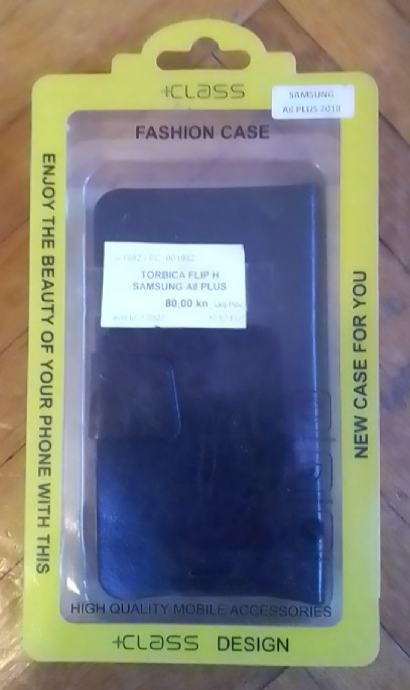 +CLASS
SAMSUNG
A8 PLUS 2018
FASHION CASE
ENJOY THE BEAUTY OF YOUR PHONE WITH THIS
NEW CASE FOR YOU
TORBICA FLIP H
SAMSUNG A8 PLUS
80,00 kn
HIGH QUALITY MOBILE ACCESSORIES
+CLASS DESIGN